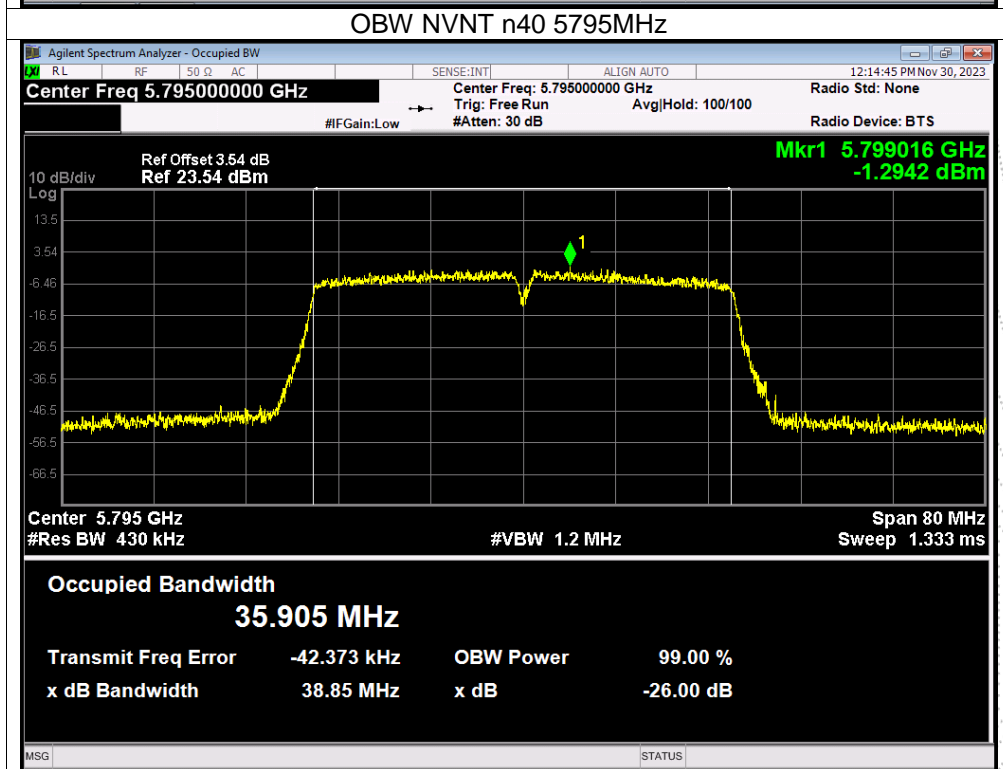 OBW NVNT n40 5795MHz
Agilent Spectrum Analyzer - Occupied BW
LXI RL RF 50 Ω AC SENSE:INT ALIGN AUTO 12:14:45 PM Nov 30, 2023
Center Freq 5.795000000 GHz Center Freq: 5.795000000 GHz Radio Std: None
Trig: Free Run Avg|Hold: 100/100
#IFGain:Low #Atten: 30 dB Radio Device: BTS
Ref Offset 3.54 dB Mkr1 5.799016 GHz
10 dB/div Ref 23.54 dBm -1.2942 dBm
Log
13.5
1
3.54
-6.46
-16.5
-26.5
-36.5
-46.5
-56.5
-66.5
Center 5.795 GHz Span 80 MHz
#Res BW 430 kHz #VBW 1.2 MHz Sweep 1.333 ms
Occupied Bandwidth
35.905 MHz
Transmit Freq Error -42.373 kHz OBW Power 99.00 %
x dB Bandwidth 38.85 MHz x dB -26.00 dB
MSG STATUS